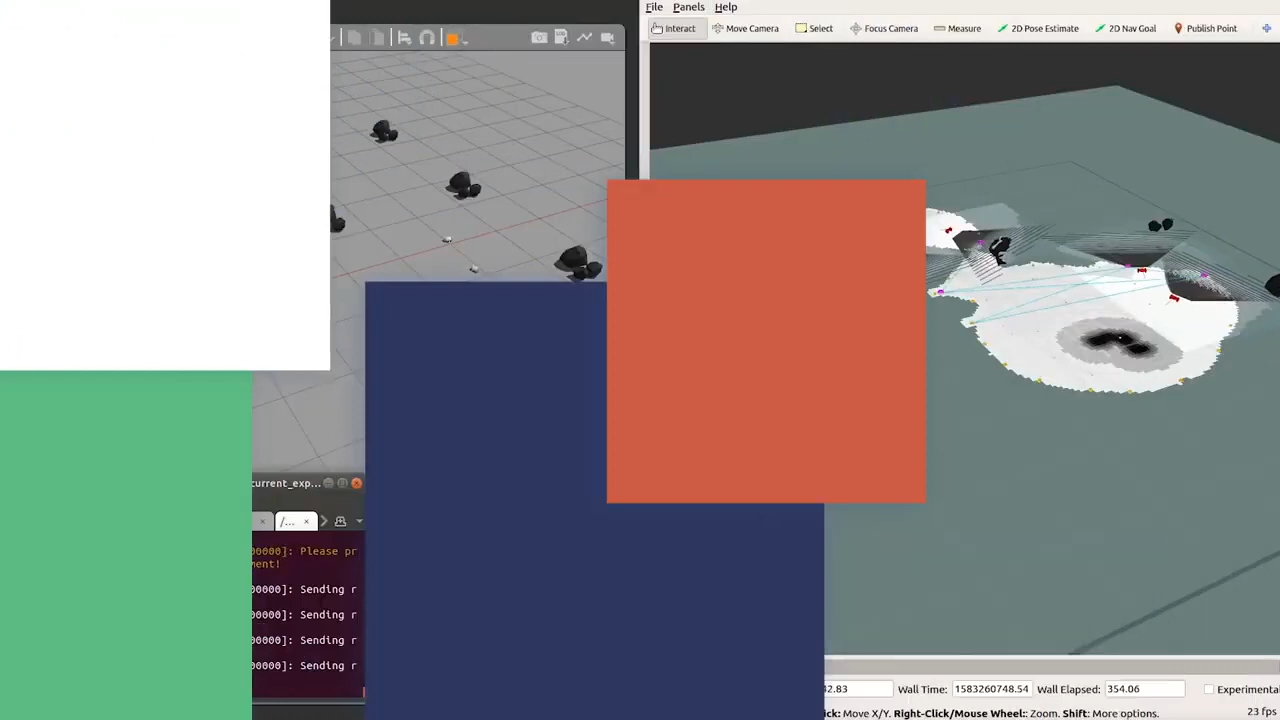 File Panels Help
Interact Move Camera Select Focus Camera Measure 2D Pose Estimate 2D Nav Goal Publish Point
current_exp...
/...
00000]: Please pr
ment!
00000]: Sending r
00000]: Sending r
00000]: Sending r
00000]: Sending r
42.83 Wall Time: 1583260748.54 Wall Elapsed: 354.06 Experimental
ick: Move X/Y. Right-Click/Mouse Wheel:: Zoom. Shift: More options. 23 fps